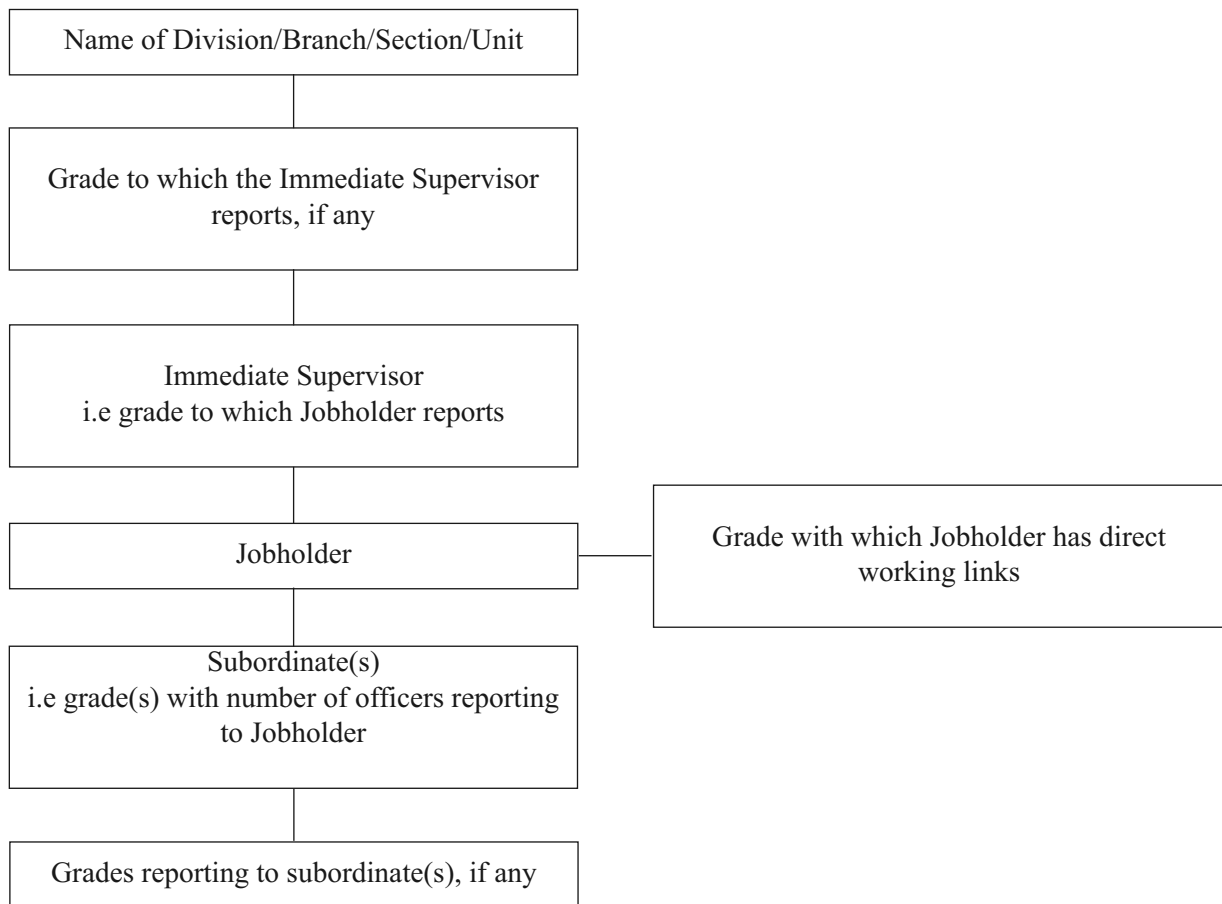 Name of Division/Branch/Section/Unit
Grade to which the Immediate Supervisor
reports, if any
Immediate Supervisor
i.e grade to which Jobholder reports
Jobholder
Grade with which Jobholder has direct
working links
Subordinate(s)
i.e grade(s) with number of officers reporting
to Jobholder
Grades reporting to subordinate(s), if any